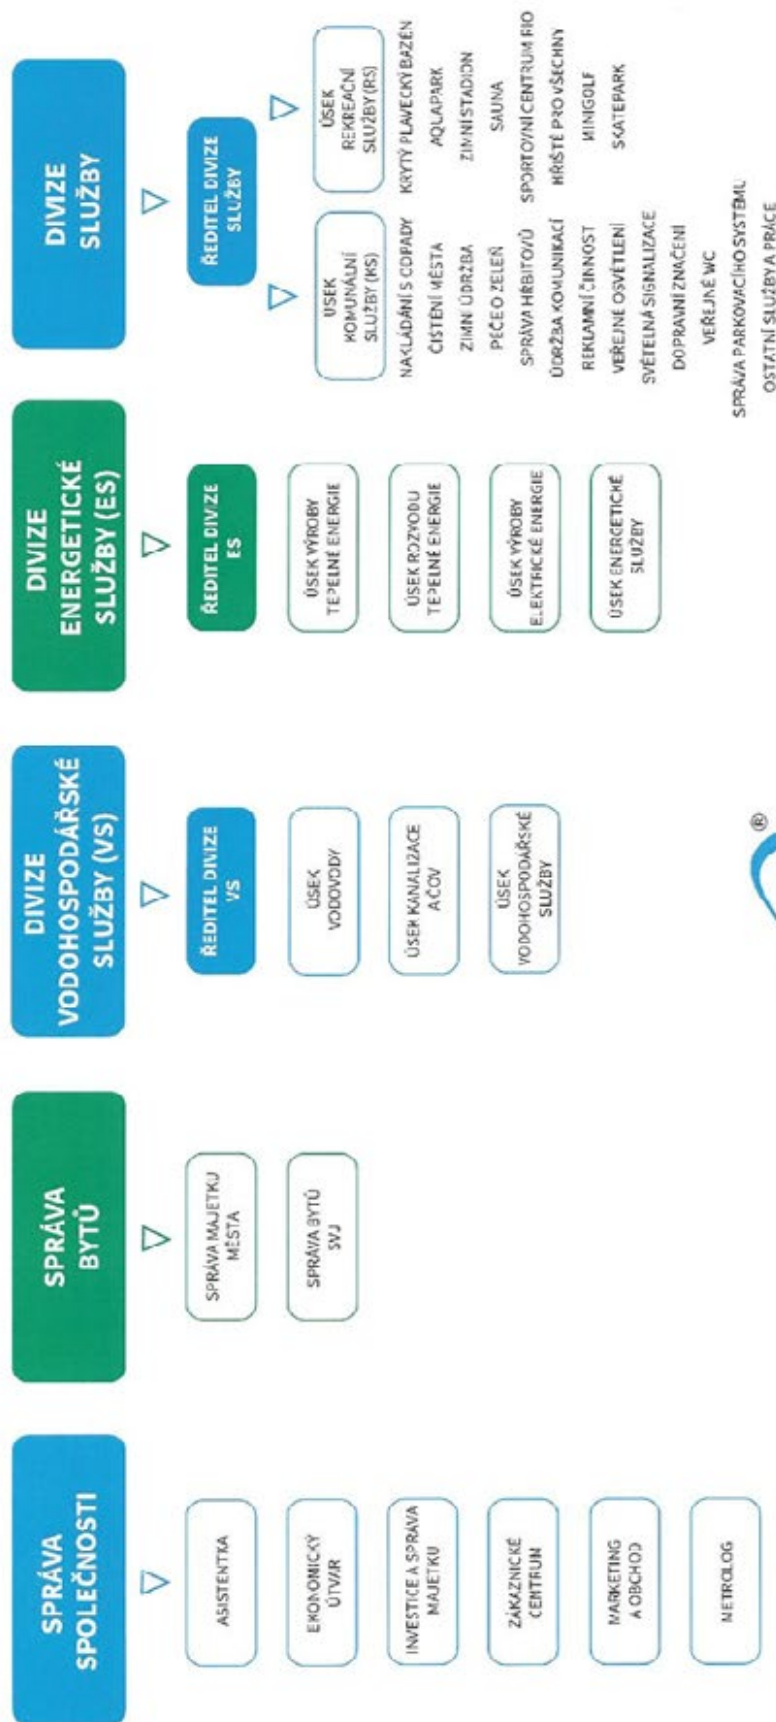 SPRÁVA
SPOLEČNOSTI
ASISTENTKA
EKONOMICKÝ
ÚTVAR
INVESTICE A SPRÁVA
MAJETKU
ZÁKAZNICKÉ
CENTRUM
MARKETING
A OBCHOD
METROLOG
SPRÁVA
BYTŮ
SPRÁVA MAJETKU
MĚSTA
SPRÁVA BYTŮ
SVJ
DIVIZE
VODOHOSPODÁŘSKÉ
SLUŽBY (VS)
ŘEDITEL DIVIZE
VS
ÚSEK
VODOVODY
ÚSEK KANALIZACE
A ČOV
ÚSEK
VODOHOSPODÁŘSKÉ
SLUŽBY
DIVIZE
ENERGETICKÉ
SLUŽBY (ES)
ŘEDITEL DIVIZE
ES
ÚSEK VÝROBY
TEPELNÉ ENERGIE
ÚSEK ROZVODU
TEPELNÉ ENERGIE
ÚSEK VÝROBY
ELEKTRICKÉ ENERGIE
ÚSEK ENERGETICKÉ
SLUŽBY
DIVIZE
SLUŽBY
ŘEDITEL DIVIZE
SLUŽBY
ÚSEK
KOMUNÁLNÍ
SLUŽBY (KS)
NAKLÁDÁNÍ S ODPADY
ČIŠTĚNÍ MĚSTA
ZIMNÍ ÚDRŽBA
PÉČE O ZELEŇ
SPRÁVA HŘBITOVŮ
ÚDRŽBA KOMUNIKACÍ
REKLAMNÍ ČINNOST
VEŘEJNÉ OSVĚTLENÍ
SVĚTELNÁ SIGNALIZACE
DOPRAVNÍ ZNAČENÍ
VEŘEJNÉ WC
SPRÁVA PARKOVACÍHO SYSTÉMU
OSTATNÍ SLUŽBY A PRÁCE
ÚSEK
REKREAČNÍ
SLUŽBY (RS)
KRYTÝ PLAVECKÝ BAZÉN
AQUAPARK
ZIMNÍ STADION
SAUNA
SPORTOVNÍ CENTRUM RIO
HŘIŠTĚ PRO VŠECHNY
MINIGOLF
SKATEPARK
®